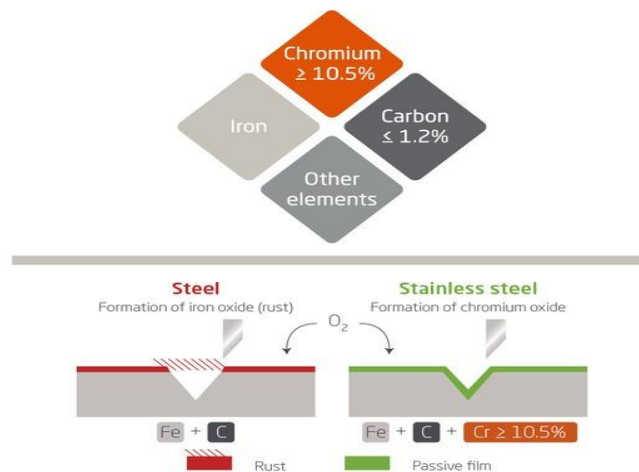 Chromium
≥ 10.5%
Iron
Carbon
≤ 1.2%
Other
elements
Steel
Formation of iron oxide (rust)
O₂
Stainless steel
Formation of chromium oxide
Fe + C
Fe + C + Cr ≥ 10.5%
Rust
Passive film